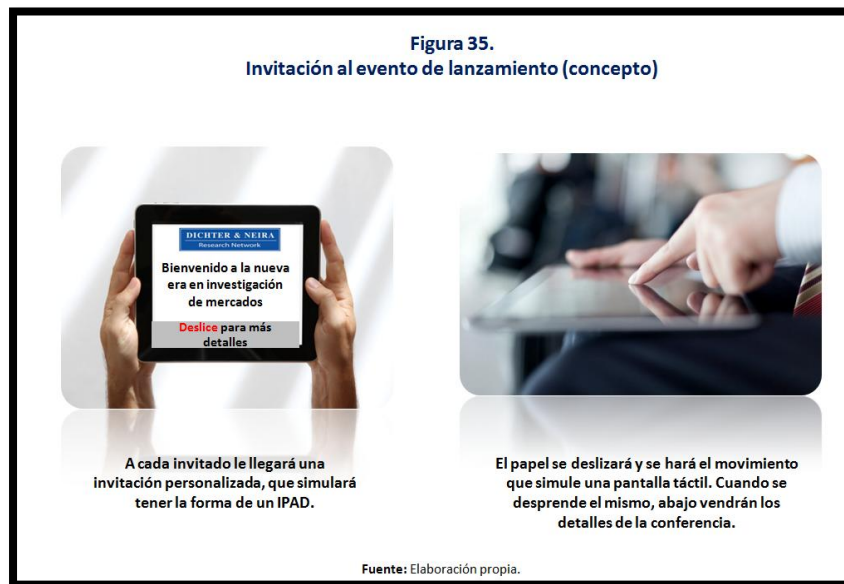 Figura 35.
Invitación al evento de lanzamiento (concepto)
DICHTER & NEIRA
Research Network
Bienvenido a la nueva
era en investigación
de mercados
Deslice para más
detalles
A cada invitado le llegará una
invitación personalizada, que simulará
tener la forma de un IPAD.
El papel se deslizará y se hará el movimiento
que simule una pantalla táctil. Cuando se
desprende el mismo, abajo vendrán los
detalles de la conferencia.
Fuente: Elaboración propia.